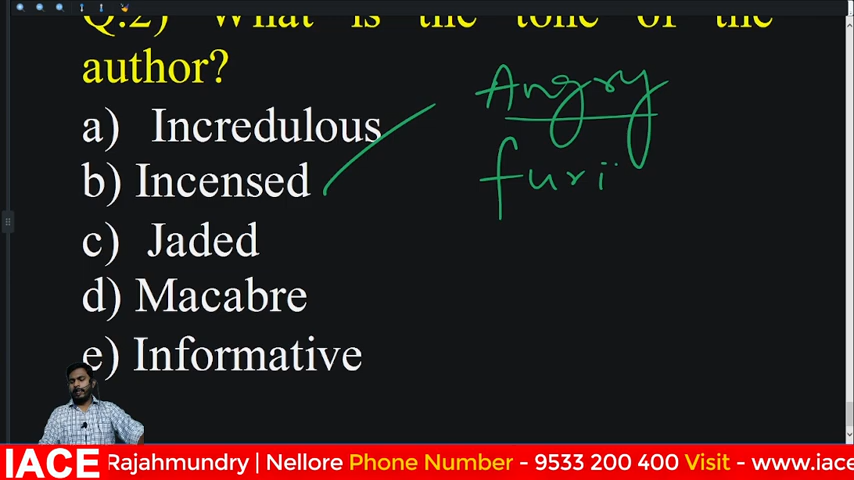 Q.2) What is the tone of the
author?
a) Incredulous
b) Incensed
c) Jaded
d) Macabre
e) Informative
Angry
furi
IACE Rajahmundry | Nellore Phone Number - 9533 200 400 Visit - www.iace